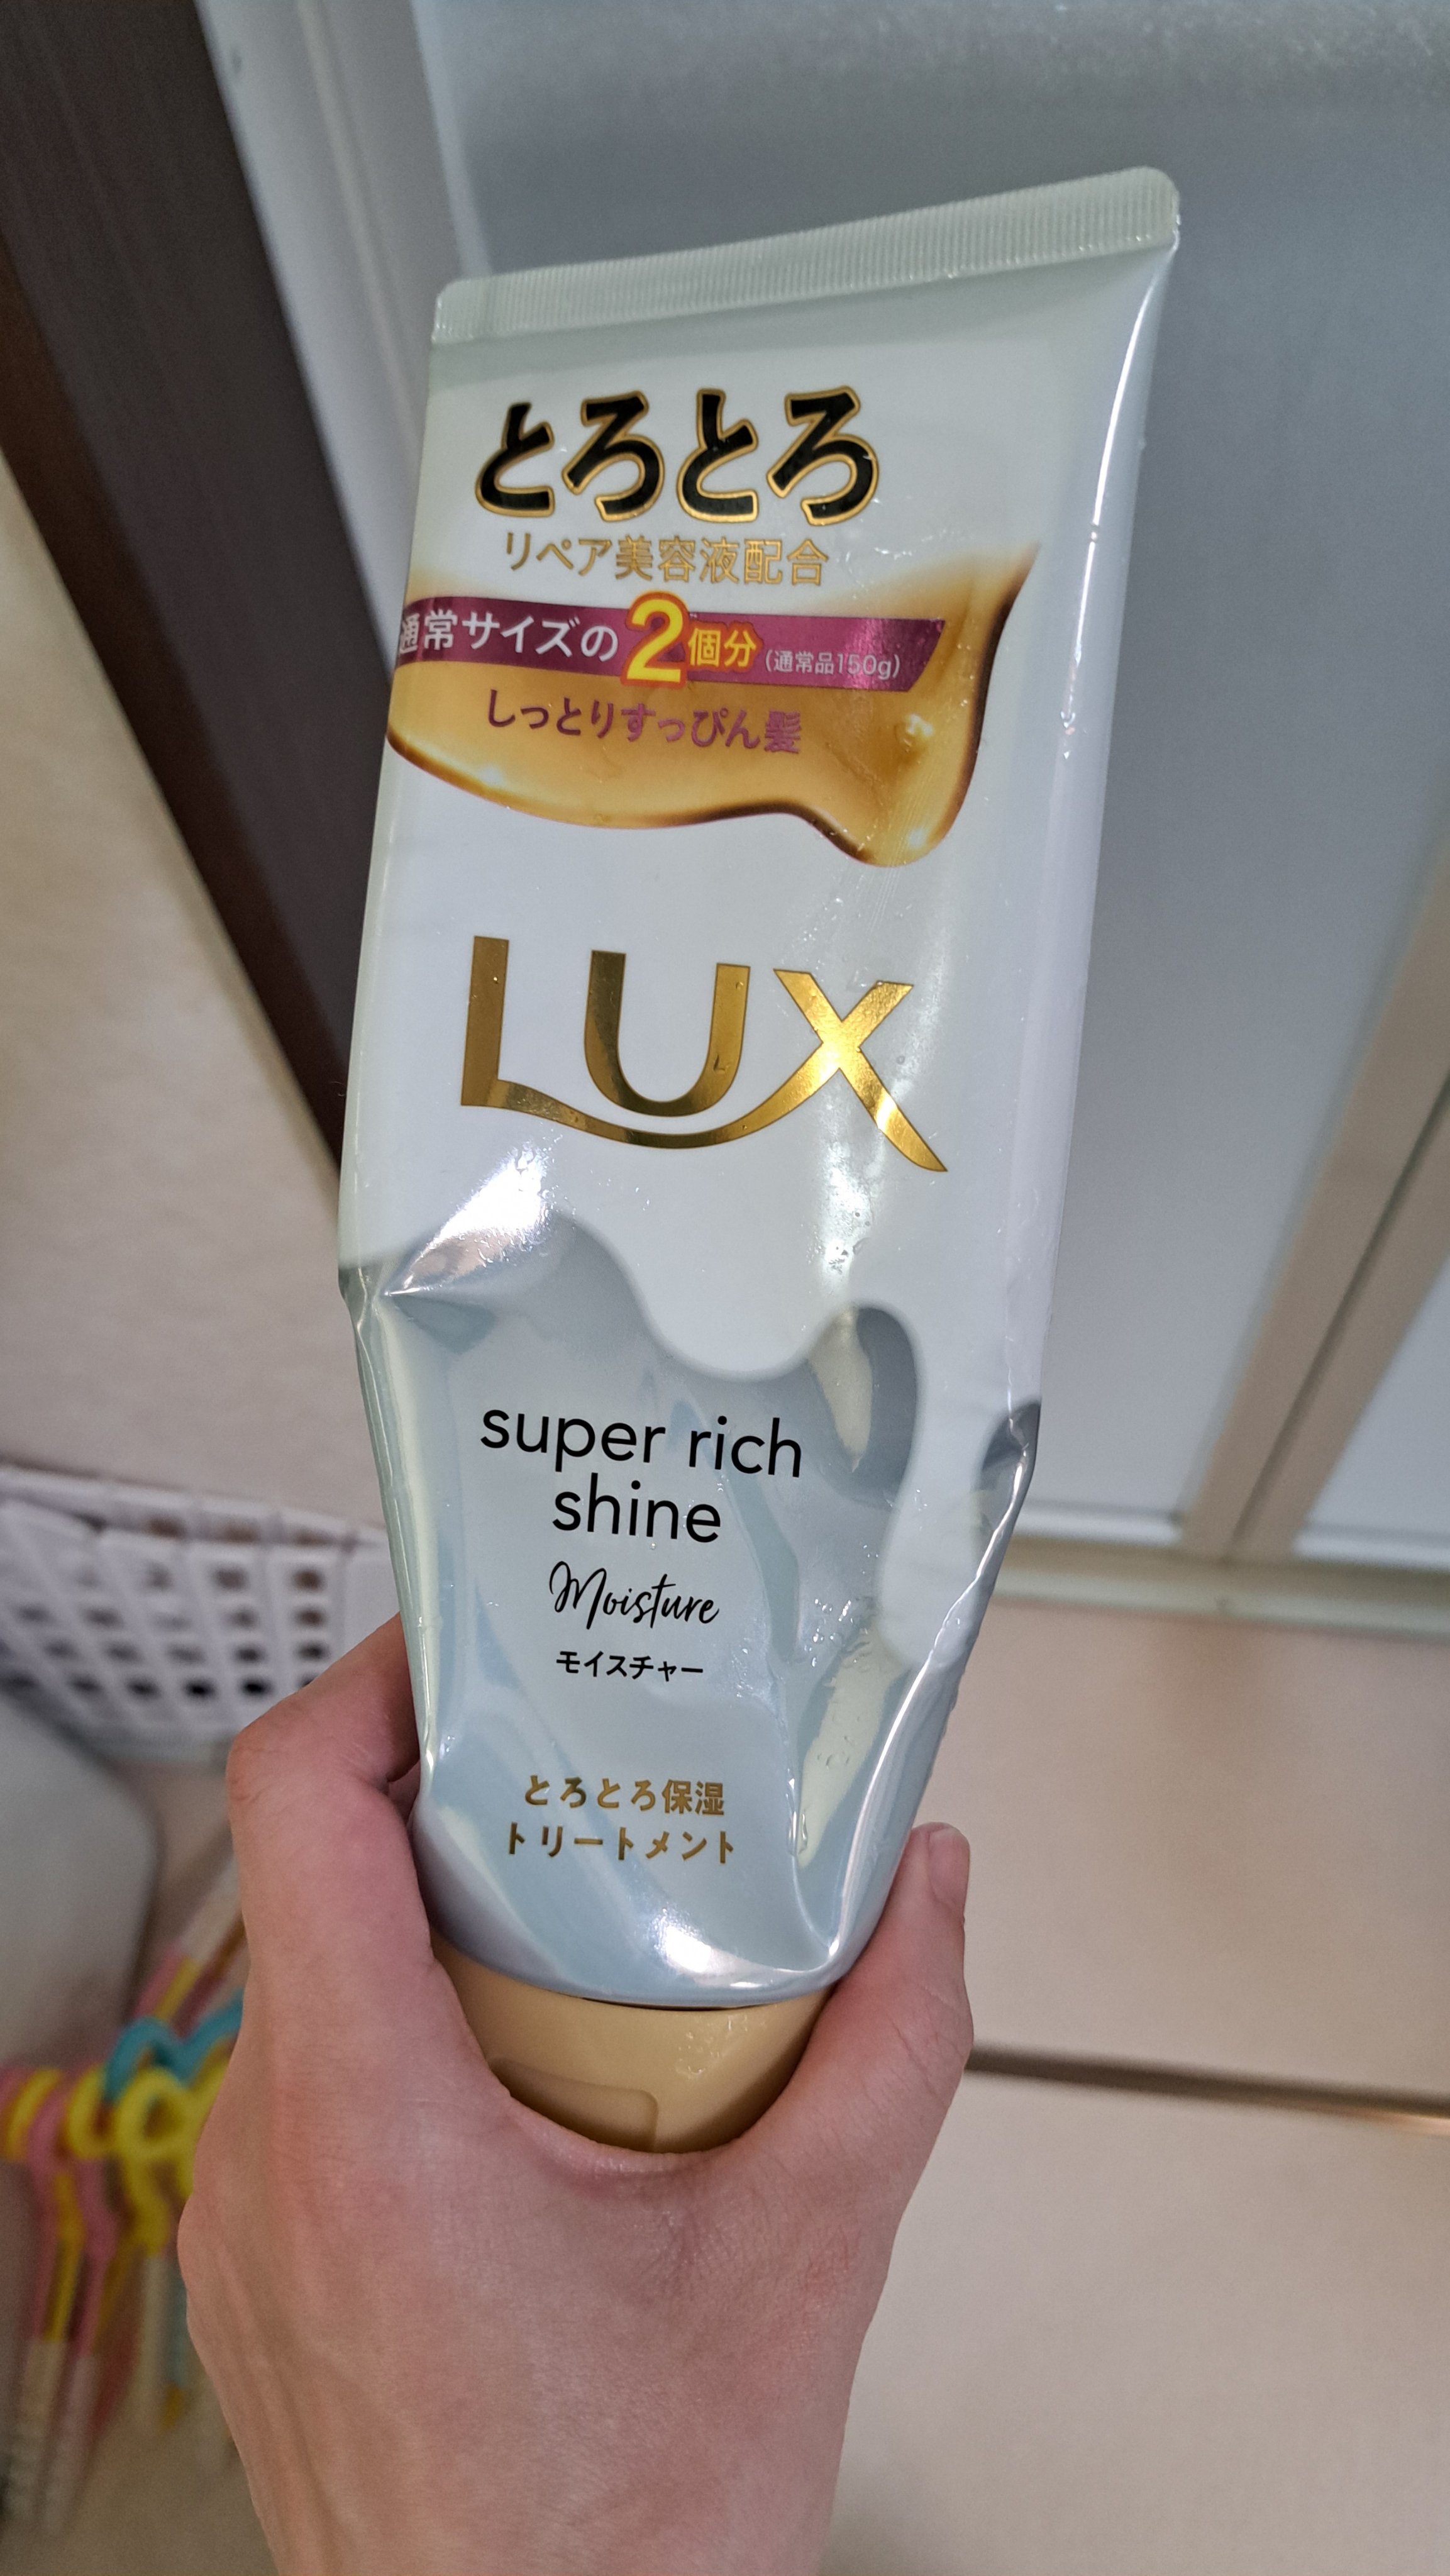 とろとろ
リペア美容液配合
通常サイズの2個分(通常品150g)
しっとりすっぴん髪
LUX
super rich
shine
Moisture
モイスチャー
とろとろ保湿
トリートメント